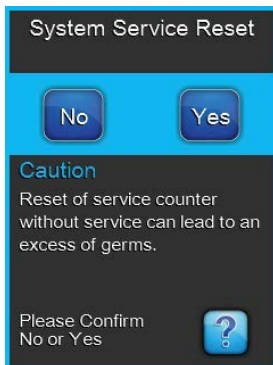 System Service Reset
No Yes
Caution
Reset of service counter
without service can lead to an
excess of germs.
Please Confirm
No or Yes
?